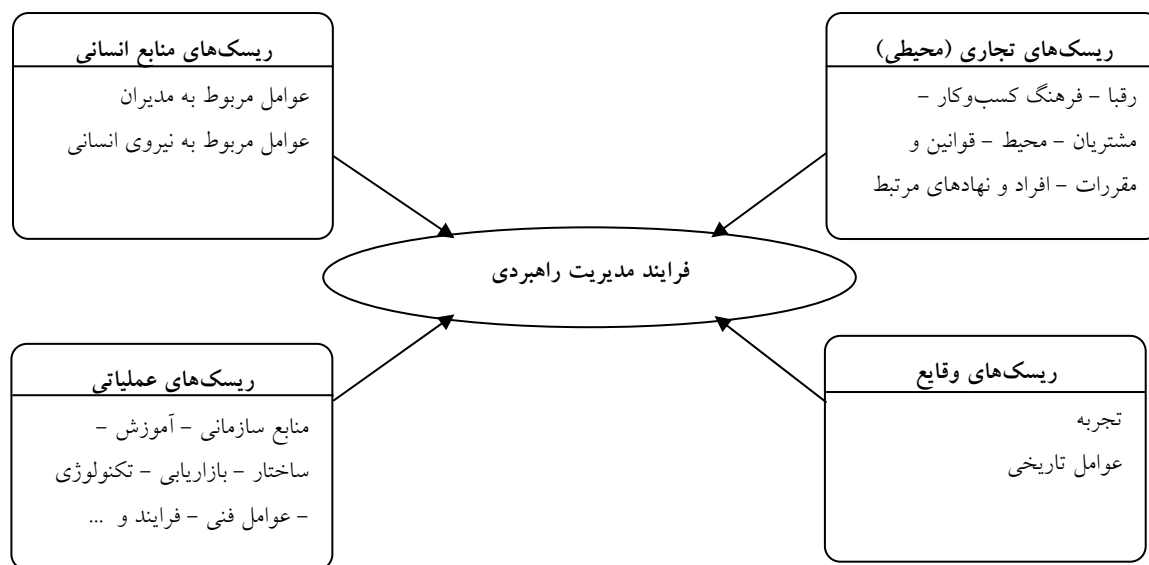 ریسک‌های تجاری (محیطی)
رقبا – فرهنگ کسب‌وکار –
مشتریان – محیط – قوانین و
مقررات – افراد و نهادهای مرتبط
ریسک‌های منابع انسانی
عوامل مربوط به مدیران
عوامل مربوط به نیروی انسانی
فرایند مدیریت راهبردی
ریسک‌های وقایع
تجربه
عوامل تاریخی
ریسک‌های عملیاتی
منابع سازمانی – آموزش –
ساختار – بازاریابی – تکنولوژی
– عوامل فنی – فرایند و ...